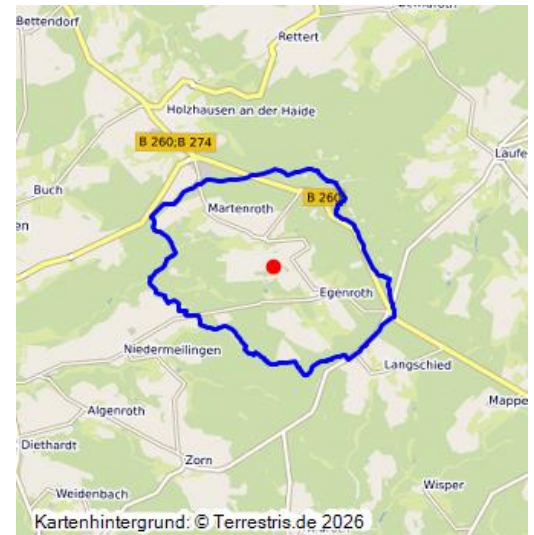 Bettendorf
Rettert
Holzhausen an der Haide
B 260;B 274
Laufe
Buch
Martenroth
B 260
en
Egenroth
Niedermeilingen
Langschied
Mappe
Algenroth
Diethardt
Zorn
Wisper
Weidenbach
Kartenhintergrund: © Terrestris.de 2026